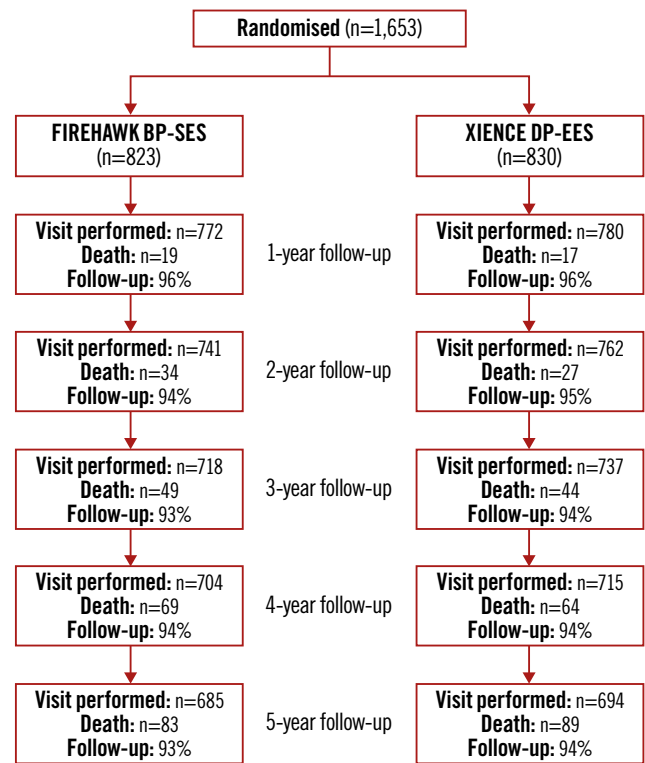 Randomised (n=1,653)
FIREHAWK BP-SES
(n=823)
XIENCE DP-EES
(n=830)
Visit performed: n=772
Death: n=19
Follow-up: 96%
1-year follow-up
Visit performed: n=780
Death: n=17
Follow-up: 96%
Visit performed: n=741
Death: n=34
Follow-up: 94%
2-year follow-up
Visit performed: n=762
Death: n=27
Follow-up: 95%
Visit performed: n=718
Death: n=49
Follow-up: 93%
3-year follow-up
Visit performed: n=737
Death: n=44
Follow-up: 94%
Visit performed: n=704
Death: n=69
Follow-up: 94%
4-year follow-up
Visit performed: n=715
Death: n=64
Follow-up: 94%
Visit performed: n=685
Death: n=83
Follow-up: 93%
5-year follow-up
Visit performed: n=694
Death: n=89
Follow-up: 94%